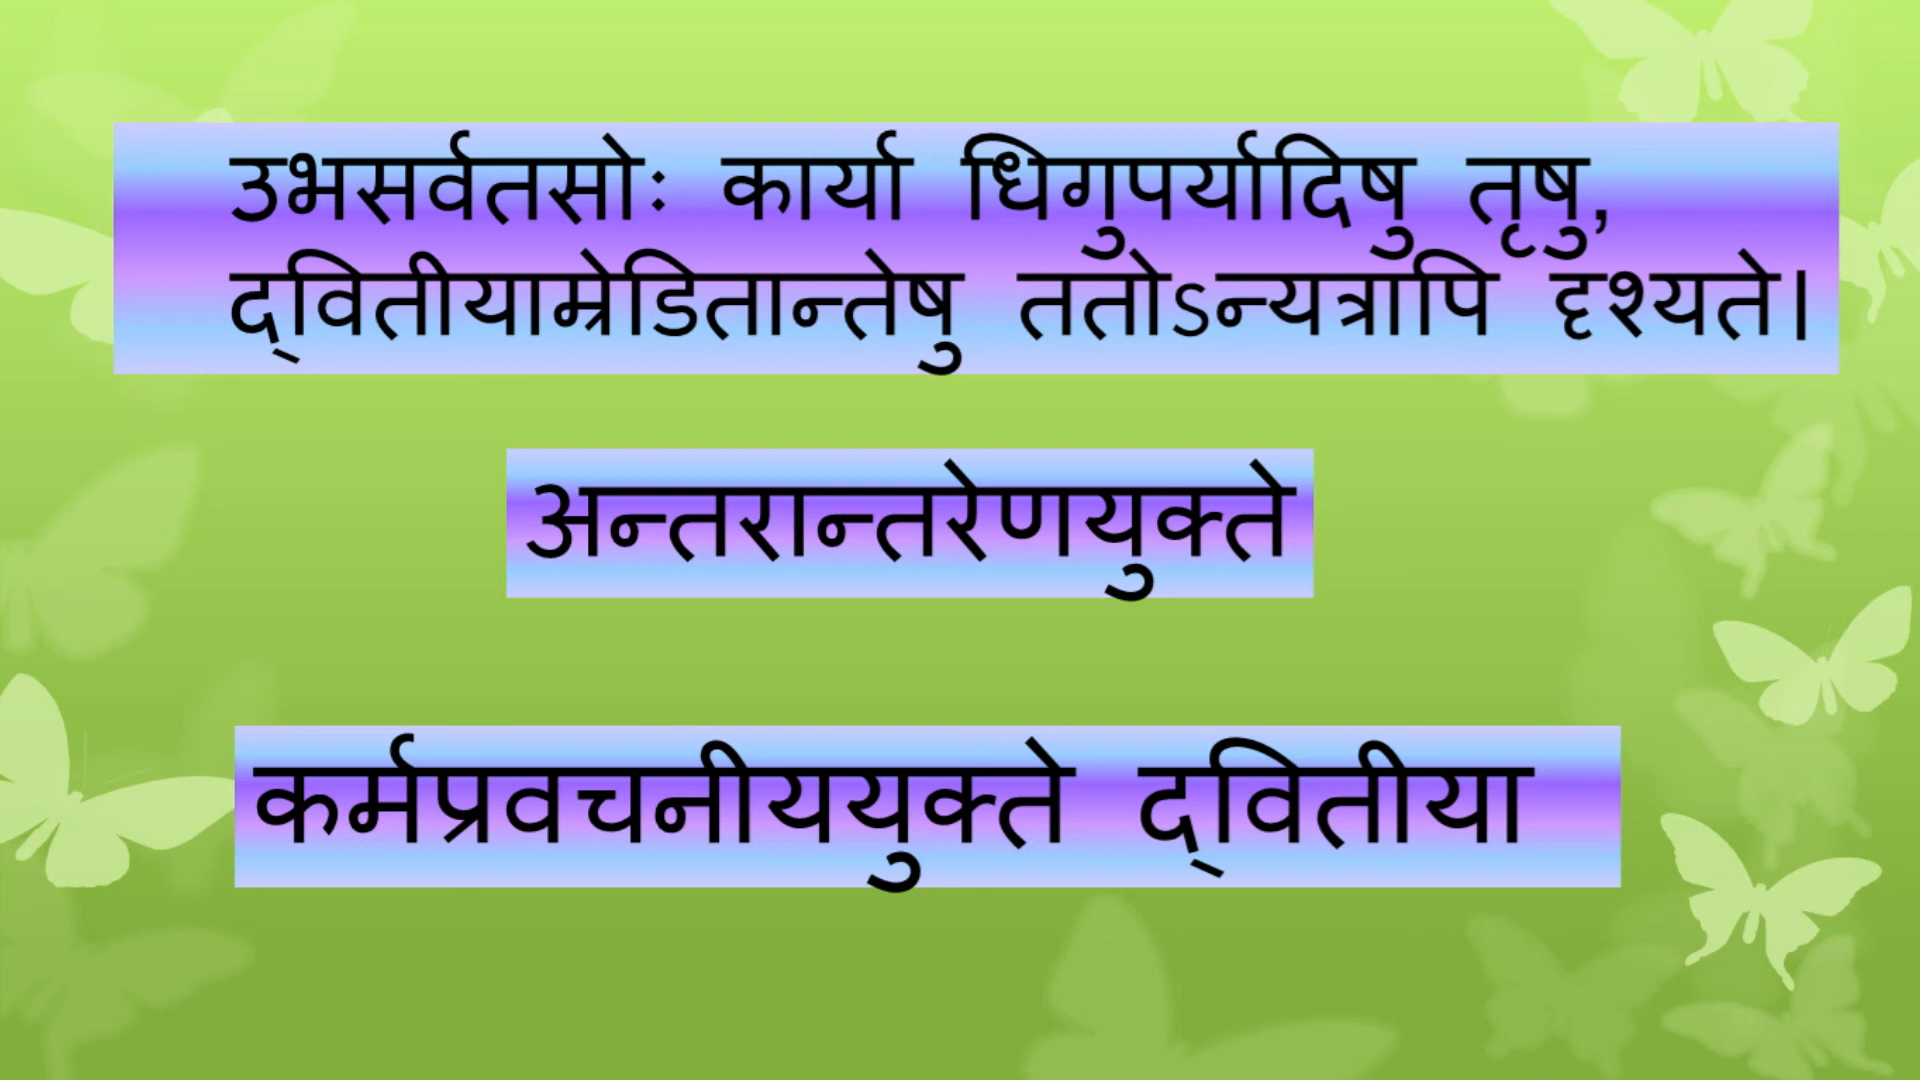 उभसर्वतसोः कार्या धिगुपर्यादिषु तृषु,
द्वितीयाम्रेडितान्तेषु ततोऽन्यत्रापि दृश्यते।
अन्तरान्तरेणयुक्ते
कर्मप्रवचनीययुक्ते द्वितीया